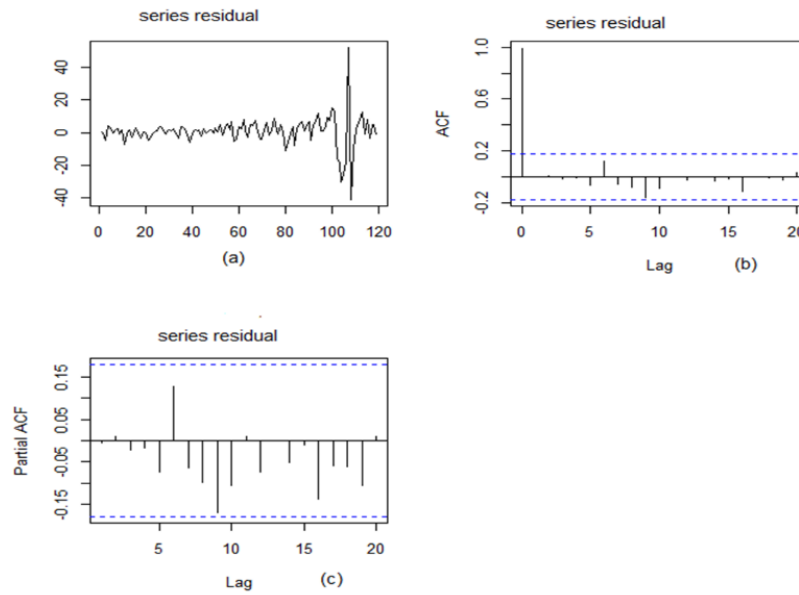 series residual
40
20
0
-20
-40
0 20 40 60 80 100 120
(a)
series residual
ACF
1.0
0.6
0.2
-0.2
0 5 10 15 20
Lag (b)
series residual
Partial ACF
0.15
0.05
-0.05
-0.15
5 10 15 20
Lag (c)